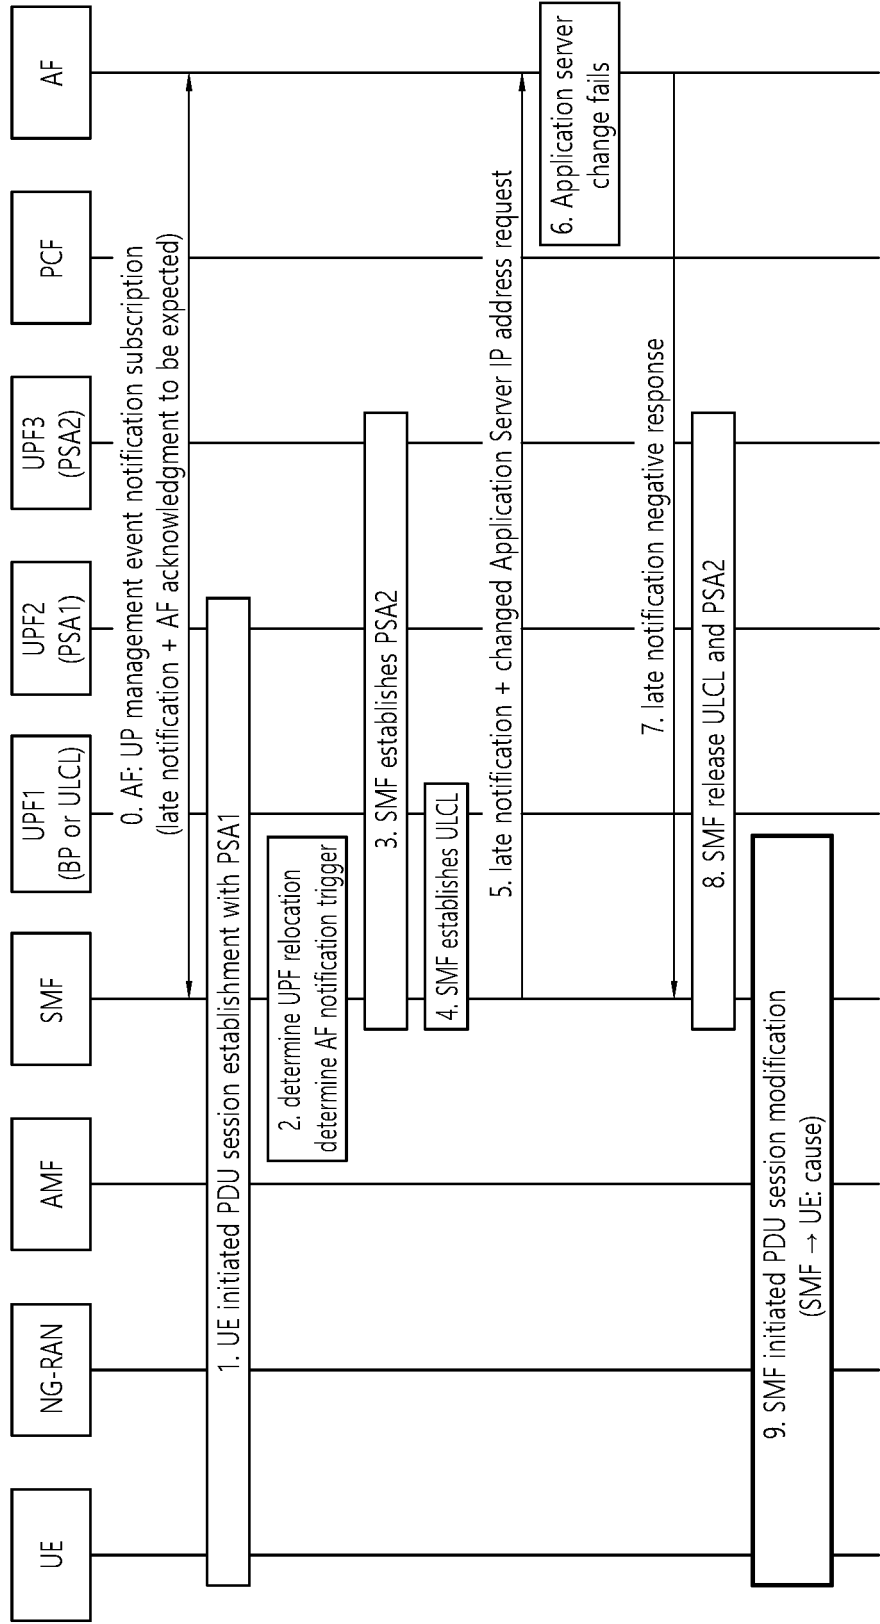 UE
NG-RAN
AMF
SMF
UPF1
(BP or ULCL)
UPF2
(PSA1)
UPF3
(PSA2)
PCF
AF
0. AF: UP management event notification subscription
(late notification + AF acknowledgment to be expected)
1. UE initiated PDU session establishment with PSA1
2. determine UPF relocation
determine AF notification trigger
3. SMF establishes PSA2
4. SMF establishes ULCL
5. late notification + changed Application Server IP address request
6. Application server
change fails
7. late notification negative response
8. SMF release ULCL and PSA2
9. SMF initiated PDU session modification
(SMF → UE: cause)